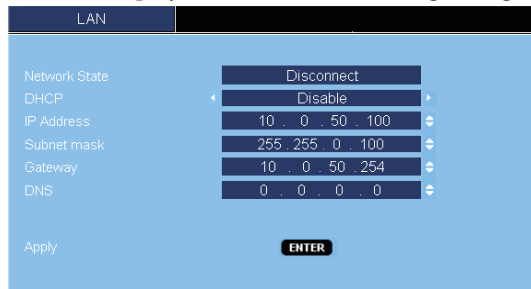 LAN
Network State Disconnect
DHCP Disable
IP Address 10 . 0 . 50 . 100
Subnet mask 255 . 255 . 0 . 100
Gateway 10 . 0 . 50 . 254
DNS 0 . 0 . 0 . 0
Apply ENTER